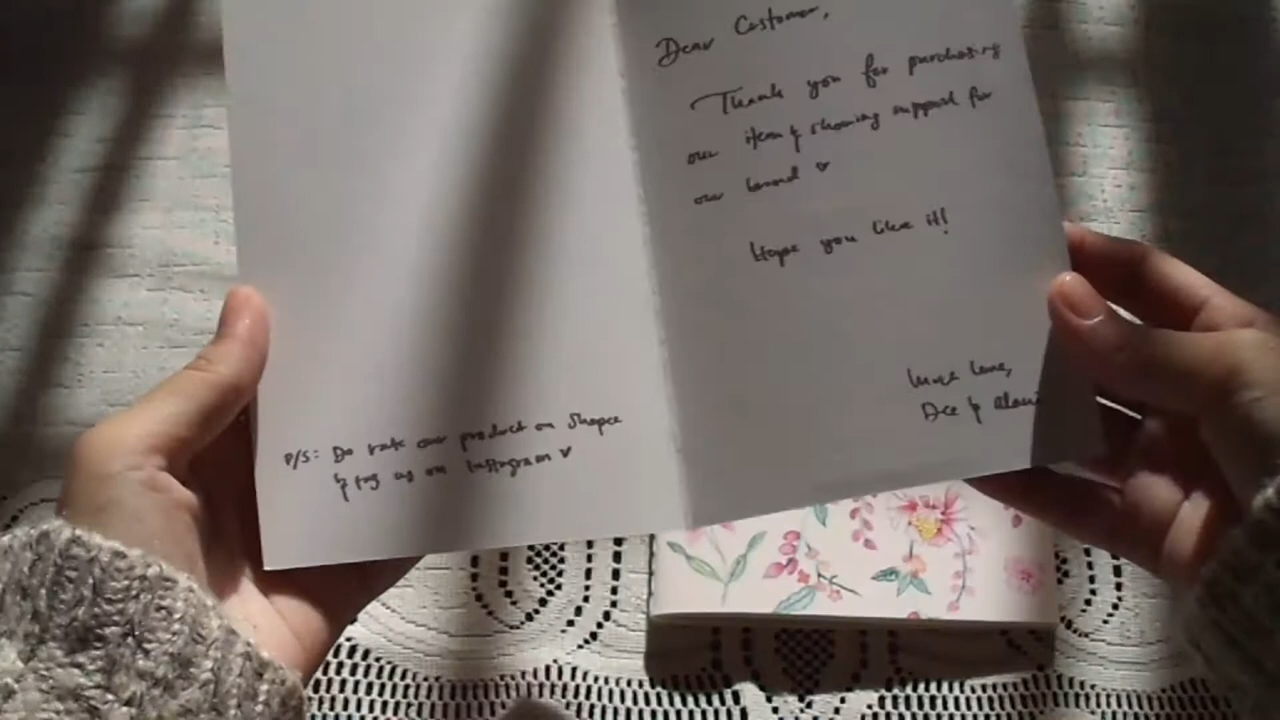 Dear Customer,
Thank you for purchasing
our item & showing support for
our brand ♡
Hope you like it!
Much love,
Dee &
P/S: Do rate our product on Shopee
& tag us on Instagram ♡